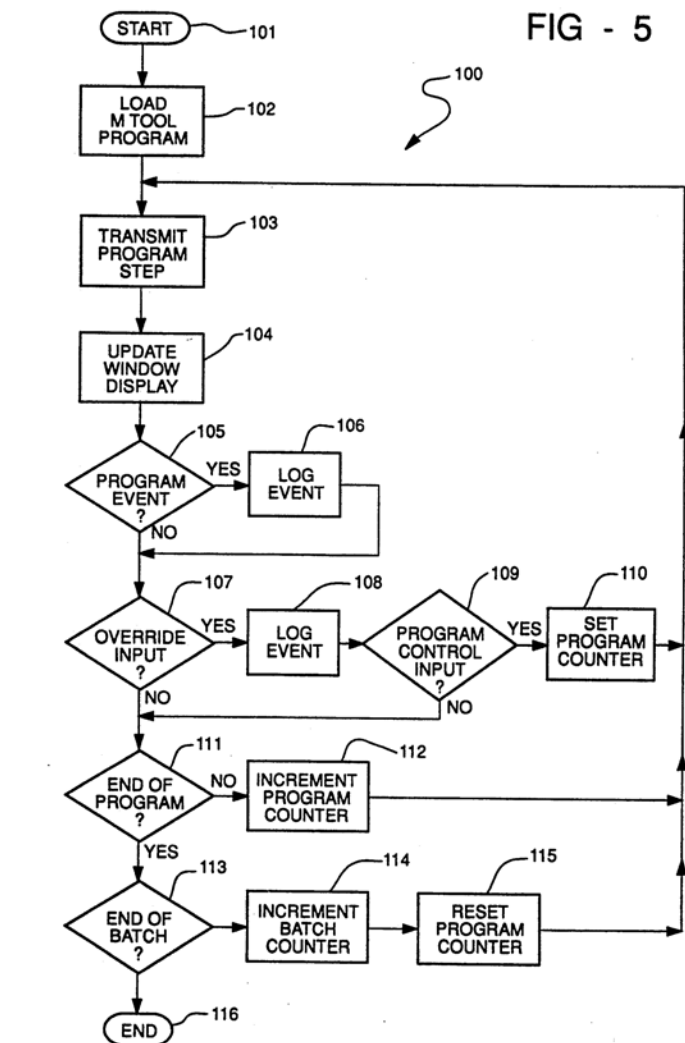 FIG - 5
START
101
100
LOAD
M TOOL
PROGRAM
102
TRANSMIT
PROGRAM
STEP
103
UPDATE
WINDOW
DISPLAY
104
PROGRAM
EVENT
?
105
YES
NO
LOG
EVENT
106
OVERRIDE
INPUT
?
107
YES
NO
LOG
EVENT
108
PROGRAM
CONTROL
INPUT
?
109
YES
NO
SET
PROGRAM
COUNTER
110
END OF
PROGRAM
?
111
NO
YES
INCREMENT
PROGRAM
COUNTER
112
END OF
BATCH
?
113
INCREMENT
BATCH
COUNTER
114
RESET
PROGRAM
COUNTER
115
END
116